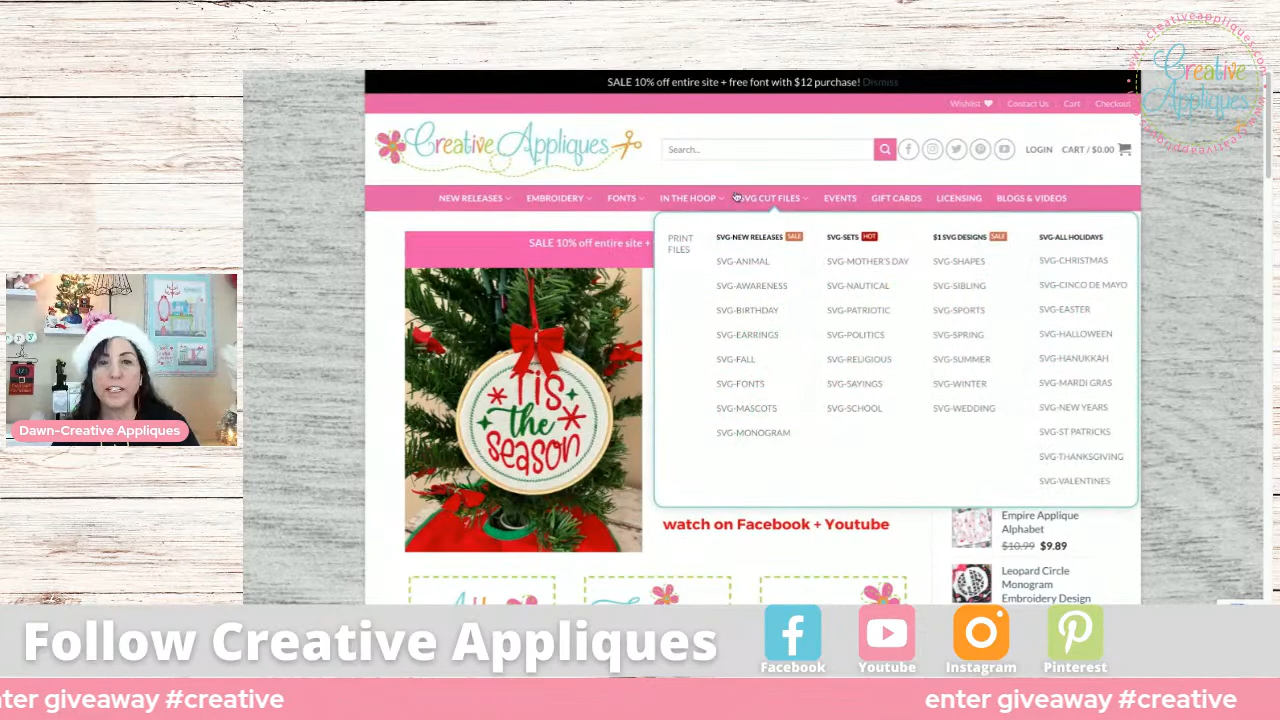 SALE 10% off entire site + free font with $12 purchase! Dismiss
Wishlist Contact Us Cart Checkout
www.creativeappliques.com
Creative Appliques
Creative Appliques
Search...
LOGIN CART / $0.00
NEW RELEASES EMBROIDERY FONTS IN THE HOOP SVG CUT FILES EVENTS GIFT CARDS LICENSING BLOGS & VIDEOS
SALE 10% off entire site +
PRINT FILES
SVG-NEW RELEASES SALE
SVG-ANIMAL
SVG-AWARENESS
SVG-BIRTHDAY
SVG-EARRINGS
SVG-FALL
SVG-FONTS
SVG-MASCOTS
SVG-MONOGRAM
SVG-SETS HOT
SVG-MOTHER'S DAY
SVG-NAUTICAL
SVG-PATRIOTIC
SVG-POLITICS
SVG-RELIGIOUS
SVG-SAYINGS
SVG-SCHOOL
$1 SVG DESIGNS SALE
SVG-SHAPES
SVG-SIBLING
SVG-SPORTS
SVG-SPRING
SVG-SUMMER
SVG-WINTER
SVG-WEDDING
SVG-ALL HOLIDAYS
SVG-CHRISTMAS
SVG-CINCO DE MAYO
SVG-EASTER
SVG-HALLOWEEN
SVG-HANUKKAH
SVG-MARDI GRAS
SVG-NEW YEARS
SVG-ST PATRICKS
SVG-THANKSGIVING
SVG-VALENTINES
'TIS
the
season
watch on Facebook + Youtube
Empire Applique
Alphabet
$10.99 $9.89
Leopard Circle
Monogram
Embroidery Design
Dawn-Creative Appliques
Follow Creative Appliques
Facebook Youtube Instagram Pinterest
nter giveaway #creative
enter giveaway #creative